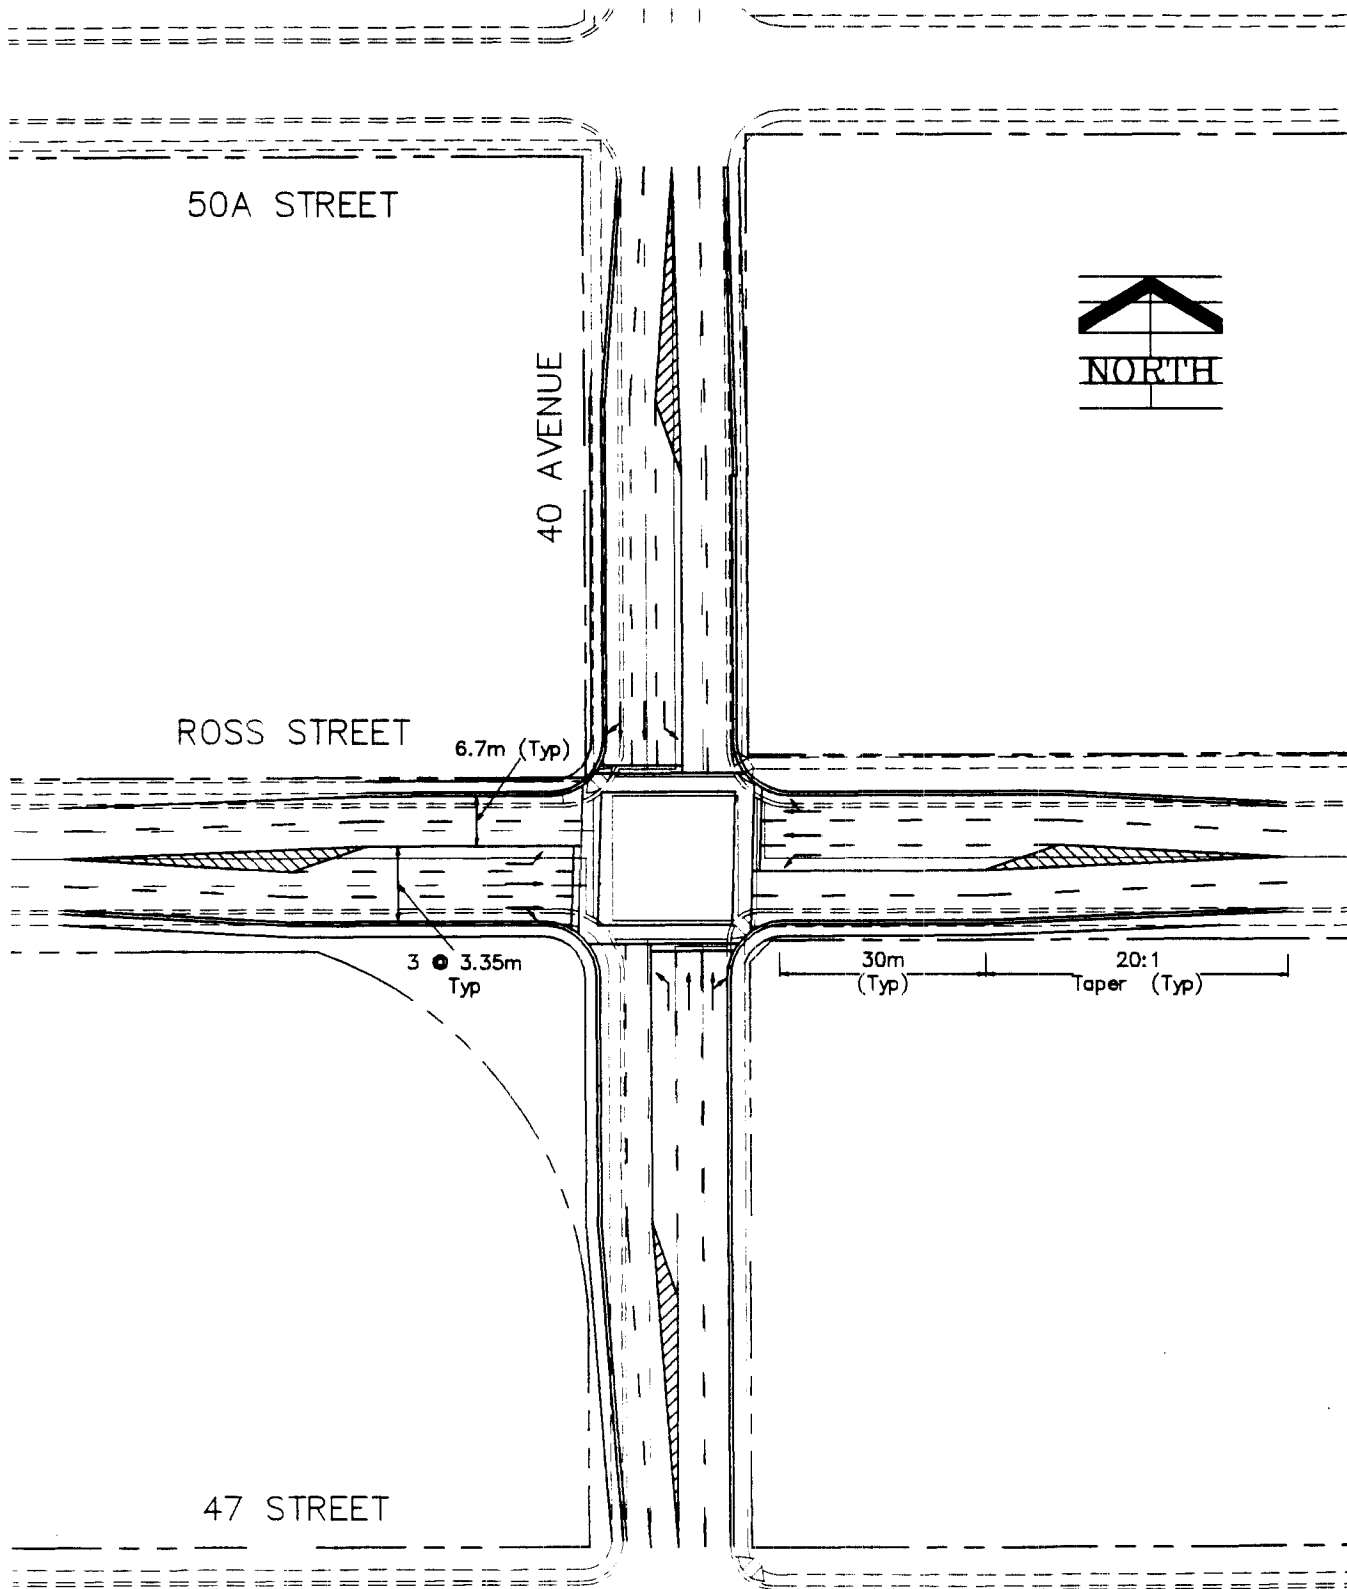 50A STREET
NORTH
40 AVENUE
ROSS STREET
6.7m (Typ)
3 @ 3.35m
Typ
30m
(Typ)
20:1
Taper (Typ)
47 STREET